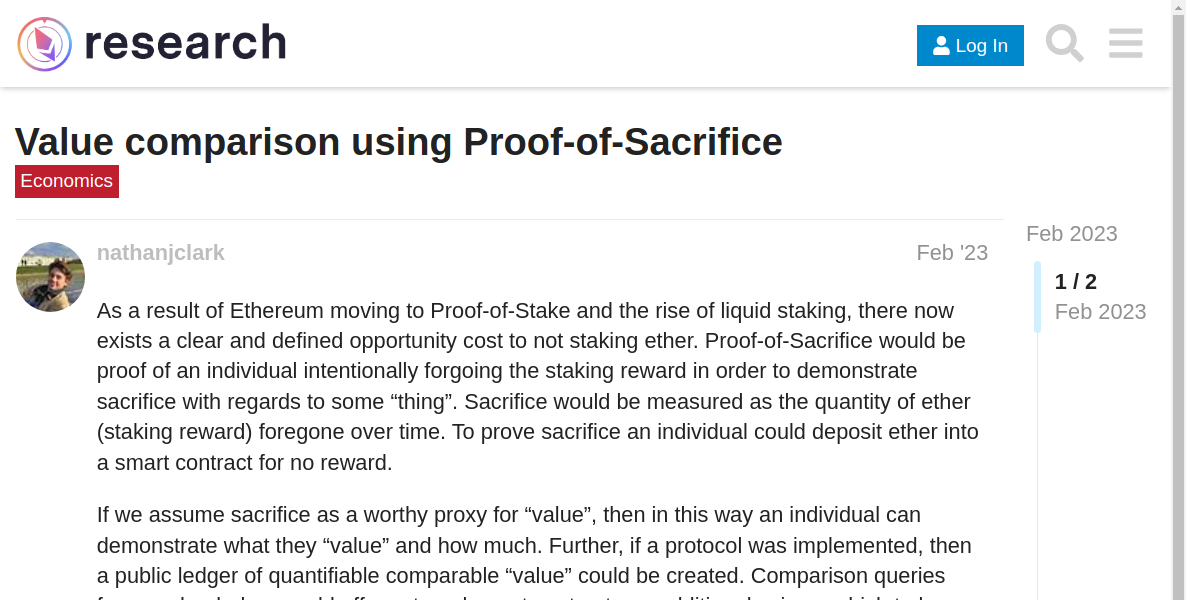 research
Log In
Value comparison using Proof-of-Sacrifice
Economics
nathanjclark
Feb '23
Feb 2023
1 / 2
Feb 2023
As a result of Ethereum moving to Proof-of-Stake and the rise of liquid staking, there now
exists a clear and defined opportunity cost to not staking ether. Proof-of-Sacrifice would be
proof of an individual intentionally forgoing the staking reward in order to demonstrate
sacrifice with regards to some “thing”. Sacrifice would be measured as the quantity of ether
(staking reward) foregone over time. To prove sacrifice an individual could deposit ether into
a smart contract for no reward.
If we assume sacrifice as a worthy proxy for “value”, then in this way an individual can
demonstrate what they “value” and how much. Further, if a protocol was implemented, then
a public ledger of quantifiable comparable “value” could be created. Comparison queries